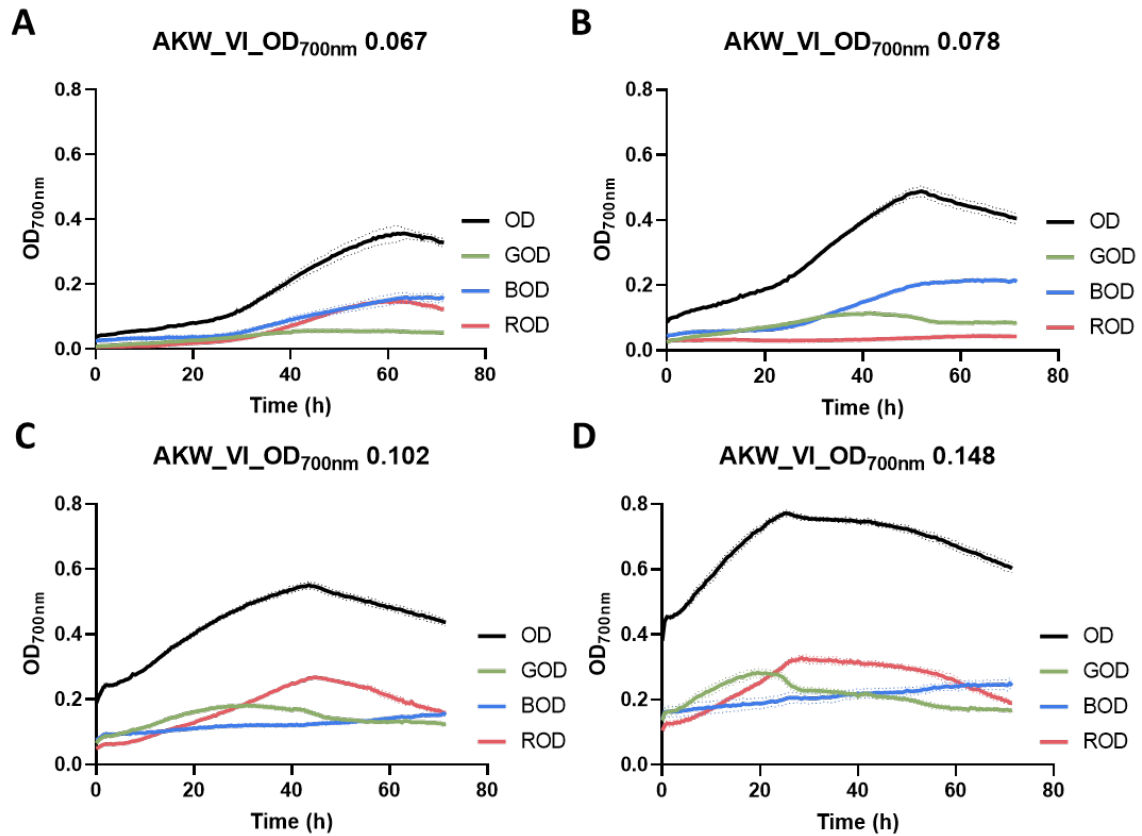 A
AKW_VI_OD700nm 0.067
0.8
0.6
0.4
0.2
0.0
OD700nm
0
20
40
60
80
Time (h)
OD
GOD
BOD
ROD
B
AKW_VI_OD700nm 0.078
0.8
0.6
0.4
0.2
0.0
OD700nm
0
20
40
60
80
Time (h)
OD
GOD
BOD
ROD
C
AKW_VI_OD700nm 0.102
0.8
0.6
0.4
0.2
0.0
OD700nm
0
20
40
60
80
Time (h)
OD
GOD
BOD
ROD
D
AKW_VI_OD700nm 0.148
0.8
0.6
0.4
0.2
0.0
OD700nm
0
20
40
60
80
Time (h)
OD
GOD
BOD
ROD